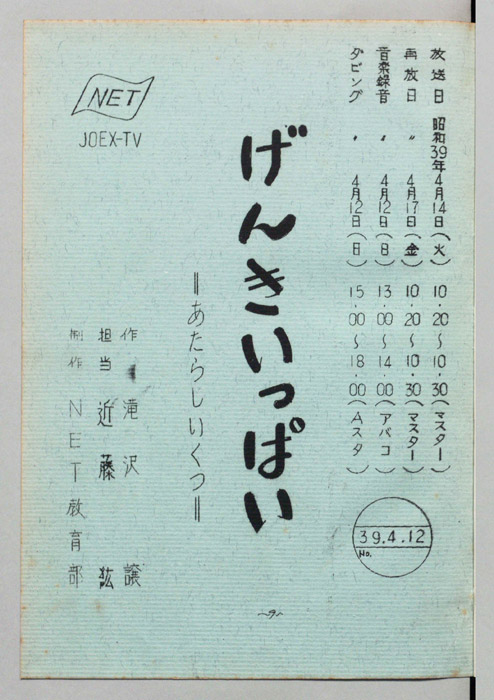 放送日 昭和39年4月14日(火) 10.20〜10.30(マスター)
再放日 〃 4月17日(金) 10.20〜10.30(マスター)
音楽録音 〃 4月12日(日) 13.00〜14.00(アバコ)
ダビング 〃 4月12日(日) 15.00〜18.00(Aスタ)
39.4.12
No.
げんきいっぱい
=あたらしいくつ=
NET
JOEX-TV
作 滝沢 譲
担当 近藤 紘
制作 NET教育部
〜9〜